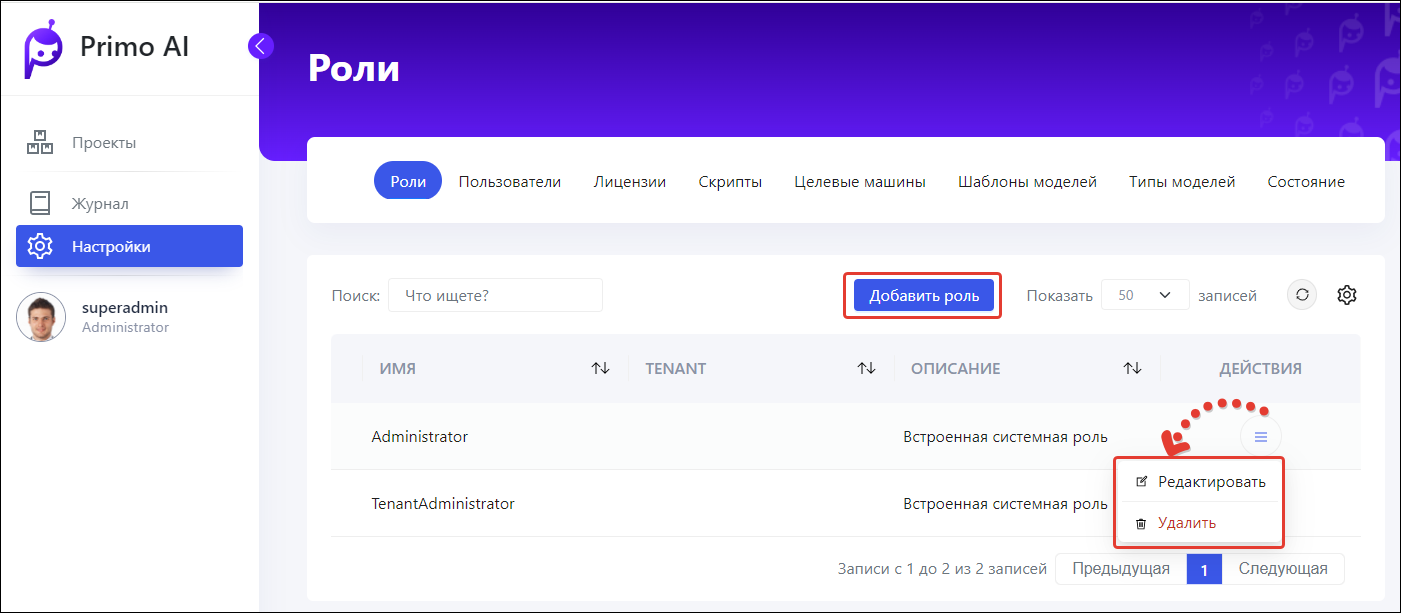 Primo AI
Роли
Проекты
Журнал
Настройки
superadmin
Administrator
Роли Пользователи Лицензии Скрипты Целевые машины Шаблоны моделей Типы моделей Состояние
Поиск: Что ищете? Добавить роль Показать 50 записей
ИМЯ TENANT ОПИСАНИЕ ДЕЙСТВИЯ
Administrator Встроенная системная роль
TenantAdministrator Встроенная системная роль
Редактировать
Удалить
Записи с 1 до 2 из 2 записей Предыдущая 1 Следующая